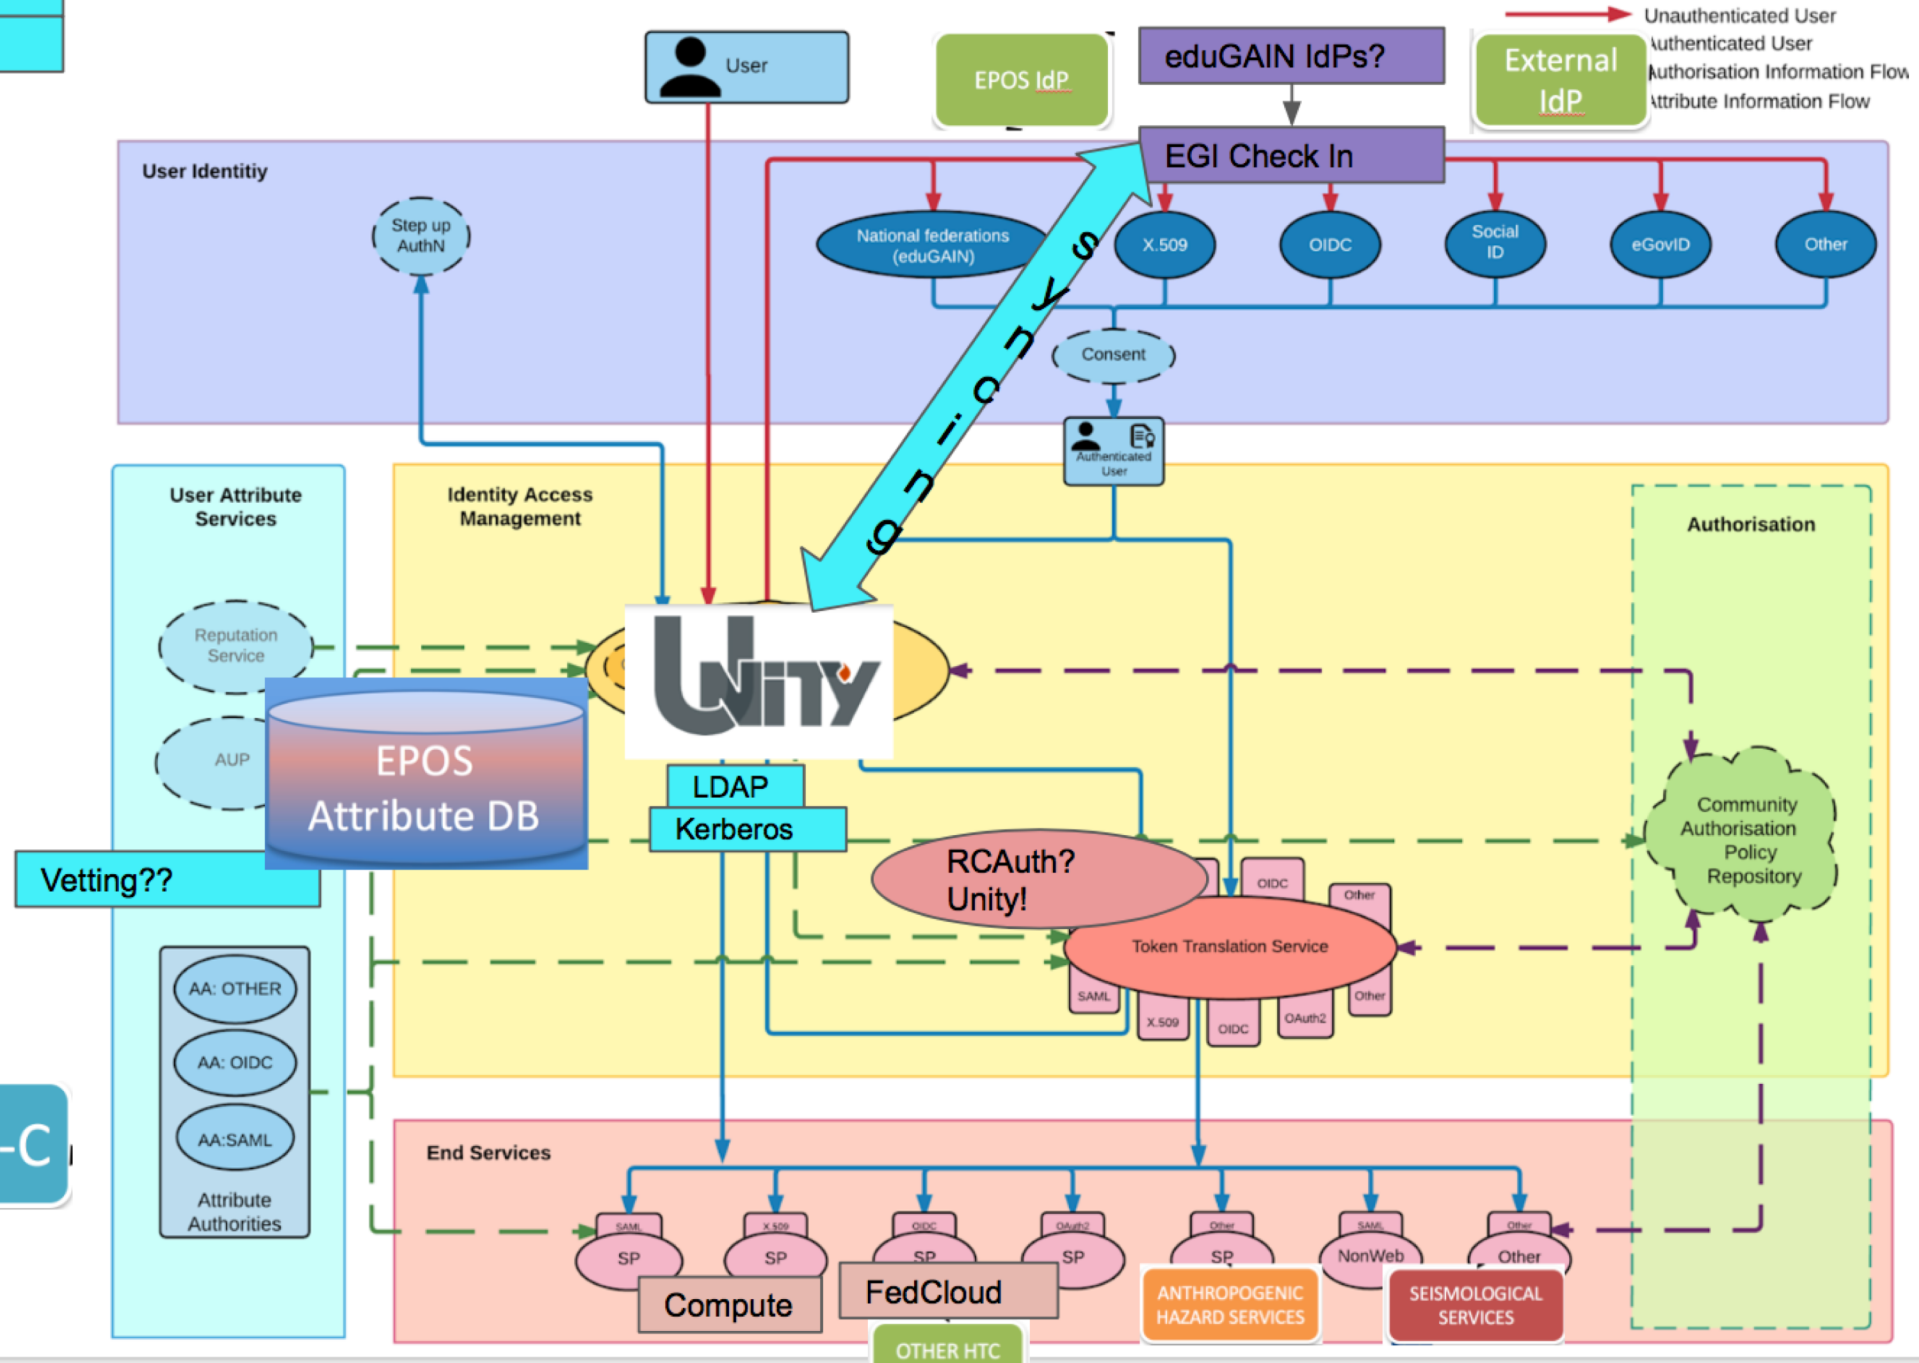 Unauthenticated User
Authenticated User
Authorisation Information Flow
Attribute Information Flow
User
EPOS IdP
eduGAIN IdPs?
External
IdP
EGI Check In
User Identitiy
Step up
AuthN
National federations
(eduGAIN)
X.509
OIDC
Social
ID
eGovID
Other
syncing
Consent
Authenticated
User
User Attribute
Services
Identity Access
Management
Authorisation
Reputation
Service
UNITY
AUP
EPOS
Attribute DB
LDAP
Kerberos
Vetting??
RCAuth?
Unity!
OIDC
Other
Community
Authorisation
Policy
Repository
Token Translation Service
SAML
X.509
OIDC
OAuth2
Other
AA: OTHER
AA: OIDC
AA:SAML
Attribute
Authorities
-C
End Services
SAML
SP
X.509
SP
OIDC
SP
OAuth2
SP
Other
SP
SAML
NonWeb
Other
Other
Compute
FedCloud
OTHER HTC
ANTHROPOGENIC
HAZARD SERVICES
SEISMOLOGICAL
SERVICES